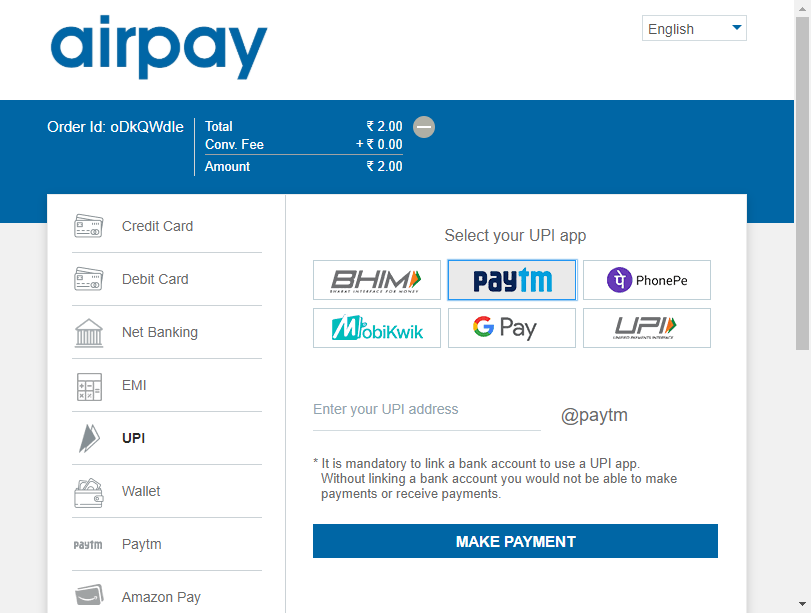 airpay
English
Order Id: oDkQWdIe
Total ₹ 2.00
Conv. Fee + ₹ 0.00
Amount ₹ 2.00
Credit Card
Debit Card
Net Banking
EMI
UPI
Wallet
paytm Paytm
Amazon Pay
Select your UPI app
BHIM
BHARAT INTERFACE FOR MONEY
paytm
पे PhonePe
MobiKwik
G Pay
UPI
UNIFIED PAYMENTS INTERFACE
Enter your UPI address @paytm
* It is mandatory to link a bank account to use a UPI app.
Without linking a bank account you would not be able to make
payments or receive payments.
MAKE PAYMENT